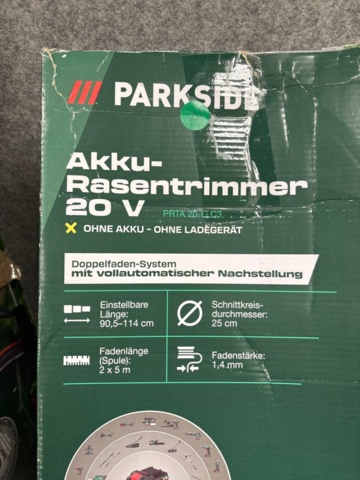 PARKSIDE
Akku-
Rasentrimmer
20 V
PRTA 20-Li C3
X OHNE AKKU - OHNE LADEGERÄT
Doppelfaden-System
mit vollautomatischer Nachstellung
Einstellbare
Länge:
90,5–114 cm
Schnittkreis-
durchmesser:
25 cm
Fadenlänge
(Spule):
2 x 5 m
Fadenstärke:
1,4 mm